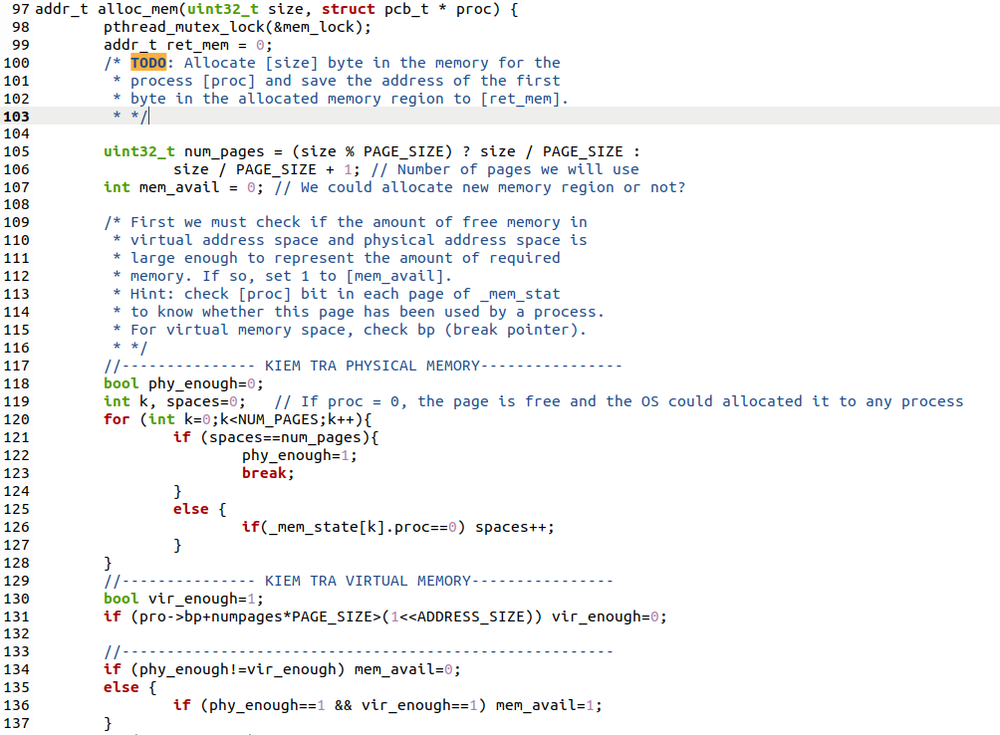 97 addr_t alloc_mem(uint32_t size, struct pcb_t * proc) {
98 pthread_mutex_lock(&mem_lock);
99 addr_t ret_mem = 0;
100 /* TODO: Allocate [size] byte in the memory for the
101 * process [proc] and save the address of the first
102 * byte in the allocated memory region to [ret_mem].
103 * */
104
105 uint32_t num_pages = (size % PAGE_SIZE) ? size / PAGE_SIZE :
106 size / PAGE_SIZE + 1; // Number of pages we will use
107 int mem_avail = 0; // We could allocate new memory region or not?
108
109 /* First we must check if the amount of free memory in
110 * virtual address space and physical address space is
111 * large enough to represent the amount of required
112 * memory. If so, set 1 to [mem_avail].
113 * Hint: check [proc] bit in each page of _mem_stat
114 * to know whether this page has been used by a process.
115 * For virtual memory space, check bp (break pointer).
116 * */
117 //--------------- KIEM TRA PHYSICAL MEMORY----------------
118 bool phy_enough=0;
119 int k, spaces=0; // If proc = 0, the page is free and the OS could allocated it to any process
120 for (int k=0;k<NUM_PAGES;k++){
121 if (spaces==num_pages){
122 phy_enough=1;
123 break;
124 }
125 else {
126 if(_mem_state[k].proc==0) spaces++;
127 }
128 }
129 //--------------- KIEM TRA VIRTUAL MEMORY----------------
130 bool vir_enough=1;
131 if (pro->bp+numpages*PAGE_SIZE>(1<<ADDRESS_SIZE)) vir_enough=0;
132
133 //-------------------------------------------------------
134 if (phy_enough!=vir_enough) mem_avail=0;
135 else {
136 if (phy_enough==1 && vir_enough==1) mem_avail=1;
137 }